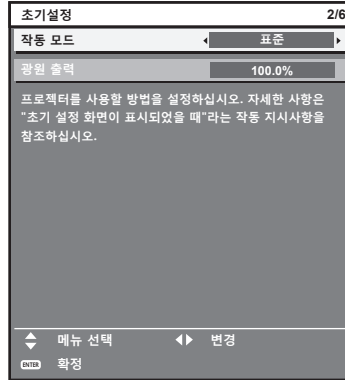 초기설정 2/6
작동 모드 표준
광원 출력 100.0%
프로젝터를 사용할 방법을 설정하십시오. 자세한 사항은
"초기 설정 화면이 표시되었을 때"라는 작동 지시사항을
참조하십시오.
메뉴 선택 변경
ENTER 확정